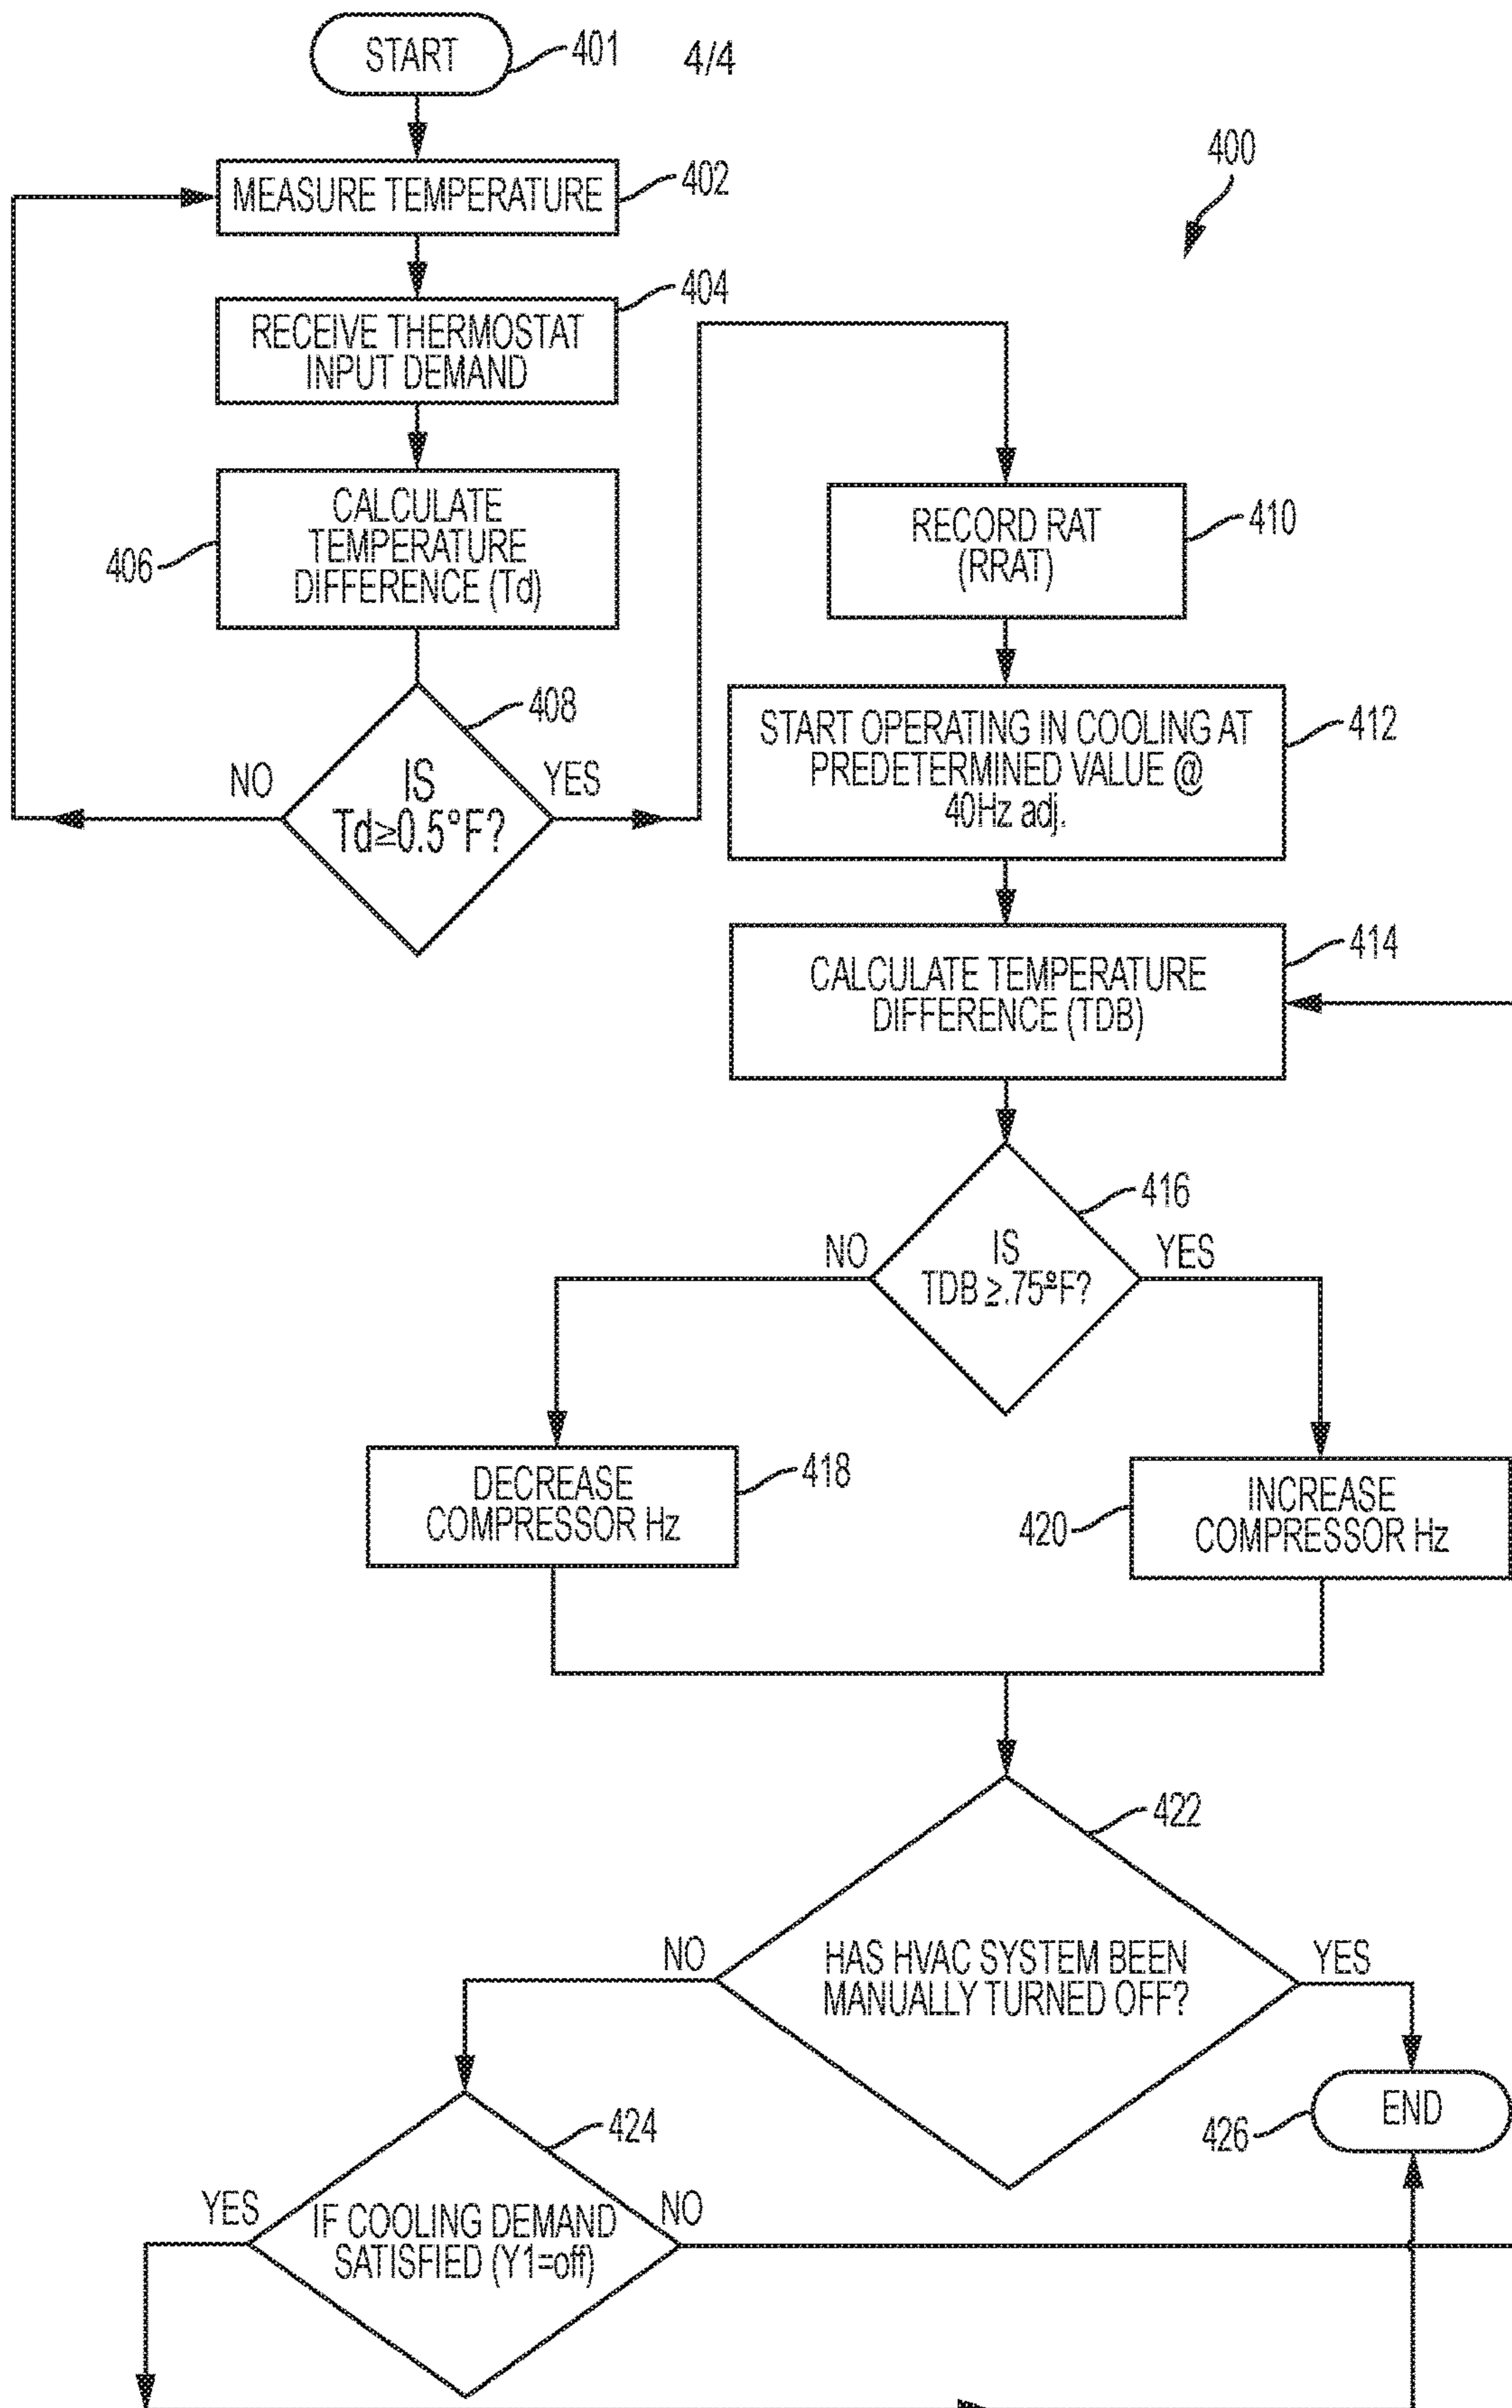 START
401
4/4
400
MEASURE TEMPERATURE
402
RECEIVE THERMOSTAT
INPUT DEMAND
404
CALCULATE
TEMPERATURE
DIFFERENCE (Td)
406
408
NO
IS
Td≥0.5°F?
YES
RECORD RAT
(RRAT)
410
START OPERATING IN COOLING AT
PREDETERMINED VALUE @
40Hz adj.
412
CALCULATE TEMPERATURE
DIFFERENCE (TDB)
414
416
NO
IS
TDB ≥.75ºF?
YES
DECREASE
COMPRESSOR Hz
418
420
INCREASE
COMPRESSOR Hz
422
NO
HAS HVAC SYSTEM BEEN
MANUALLY TURNED OFF?
YES
424
426
END
YES
IF COOLING DEMAND
SATISFIED (Y1=off)
NO